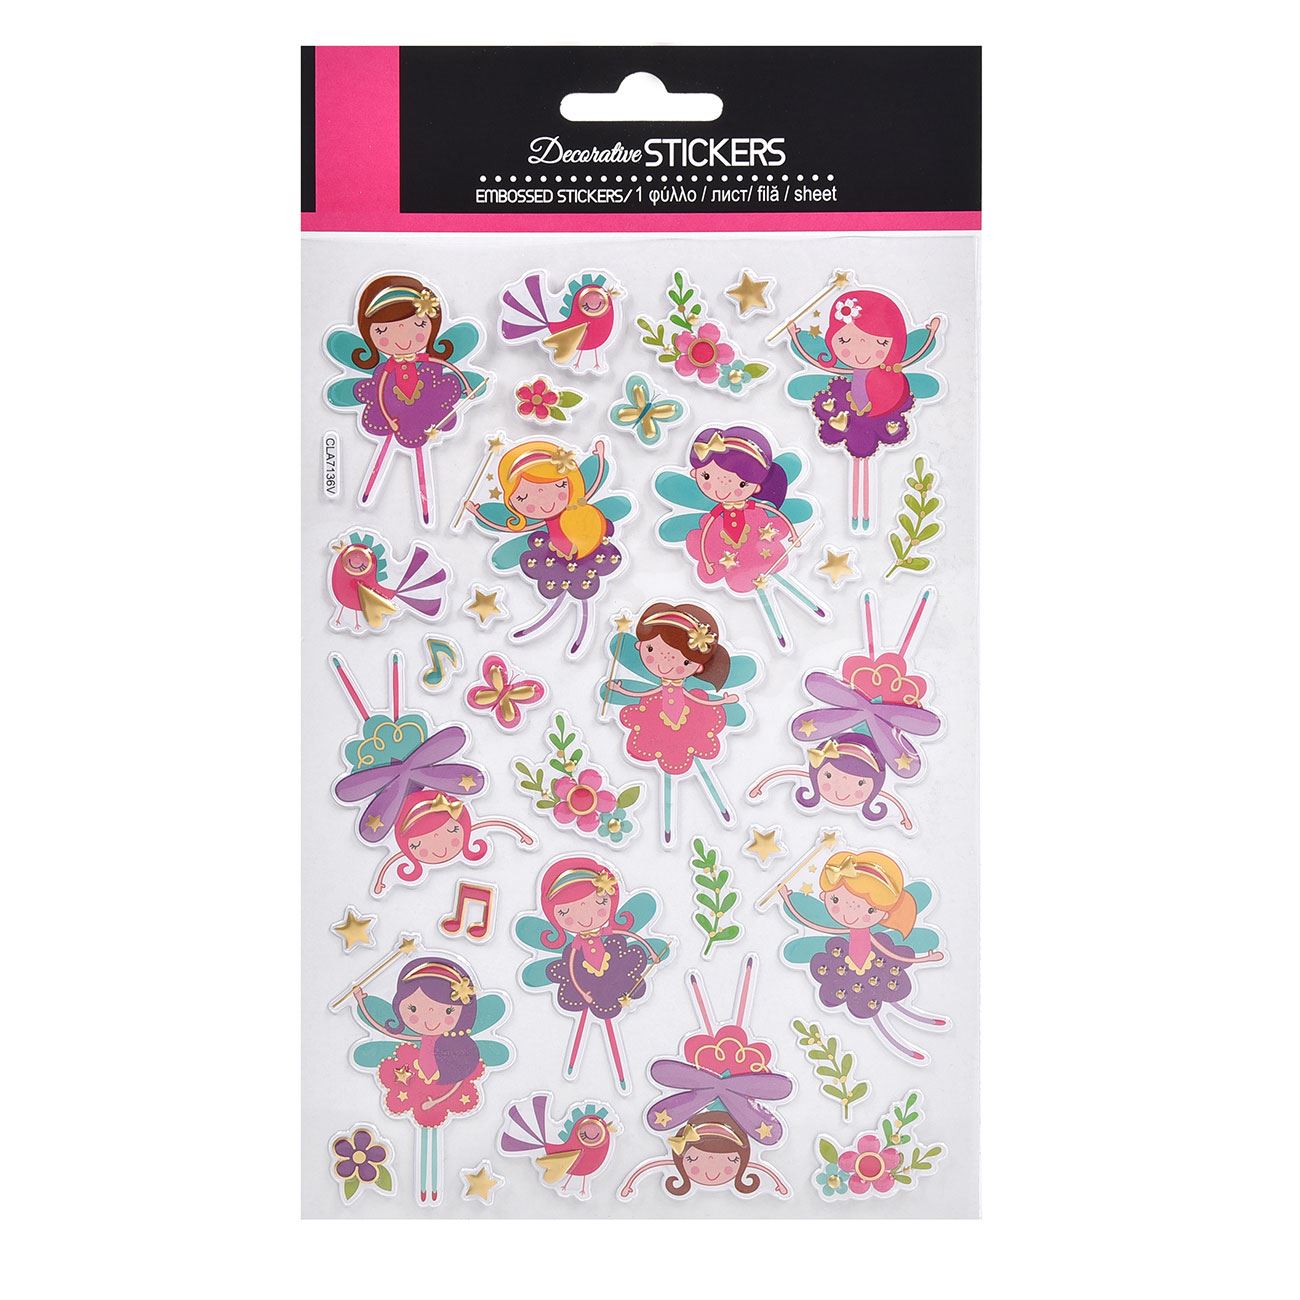 Decorative STICKERS
EMBOSSED STICKERS/ 1 φύλλο / лист/ filă / sheet
CLA7136V